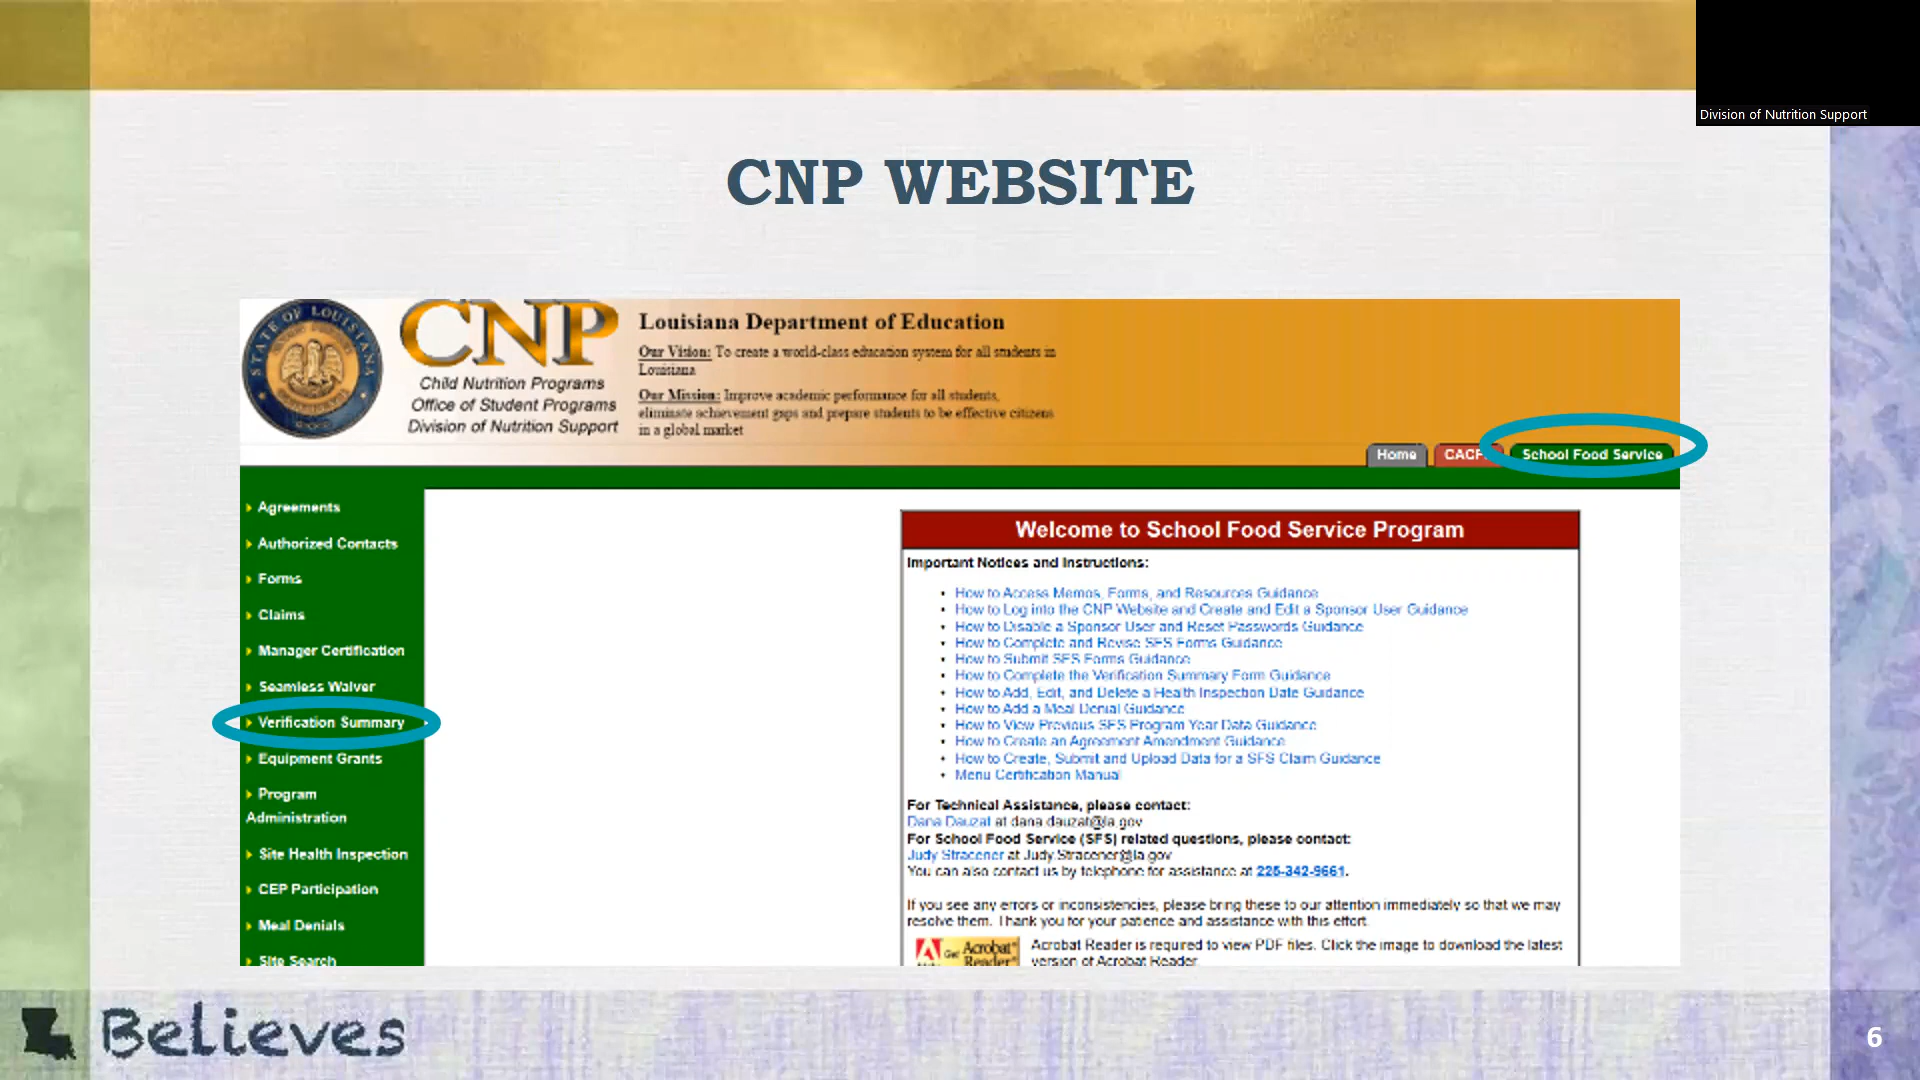 Division of Nutrition Support
CNP WEBSITE
STATE OF LOUISIANA
CNP
Child Nutrition Programs
Office of Student Programs
Division of Nutrition Support
Louisiana Department of Education
Our Vision: To create a world-class education system for all students in
Louisiana
Our Mission: Improve academic performance for all students,
eliminate achievement gaps and prepare students to be effective citizens
in a global market
Home
School Food Service
Agreements
Authorized Contacts
Forms
Claims
Manager Certification
Seamless Waiver
Verification Summary
Equipment Grants
Program
Administration
Site Health Inspection
CEP Participation
Meal Denials
Site Search
Welcome to School Food Service Program
Important Notices and Instructions:
• How to Access Memos, Forms, and Resources Guidance
• How to Log into the CNP Website and Create and Edit a Sponsor User Guidance
• How to Disable a Sponsor User and Reset Passwords Guidance
• How to Complete and Revise SFS Forms Guidance
• How to Submit SFS Forms Guidance
• How to Complete the Verification Summary Form Guidance
• How to Add, Edit, and Delete a Health Inspection Date Guidance
• How to Add a Meal Denial Guidance
• How to View Previous SFS Program Year Data Guidance
• How to Create an Agreement Amendment Guidance
• How to Create, Submit and Upload Data for a SFS Claim Guidance
• Menu Certification Manual
For Technical Assistance, please contact:
Dana Dauzat at dana.dauzat@la.gov
For School Food Service (SFS) related questions, please contact:
Judy Stracener at Judy.Stracener@la.gov
You can also contact us by telephone for assistance at 225-342-9661.
If you see any errors or inconsistencies, please bring these to our attention immediately so that we may
resolve them. Thank you for your patience and assistance with this effort.
Get Acrobat
Reader
Acrobat Reader is required to view PDF files. Click the image to download the latest
version of Acrobat Reader.
Believes
6